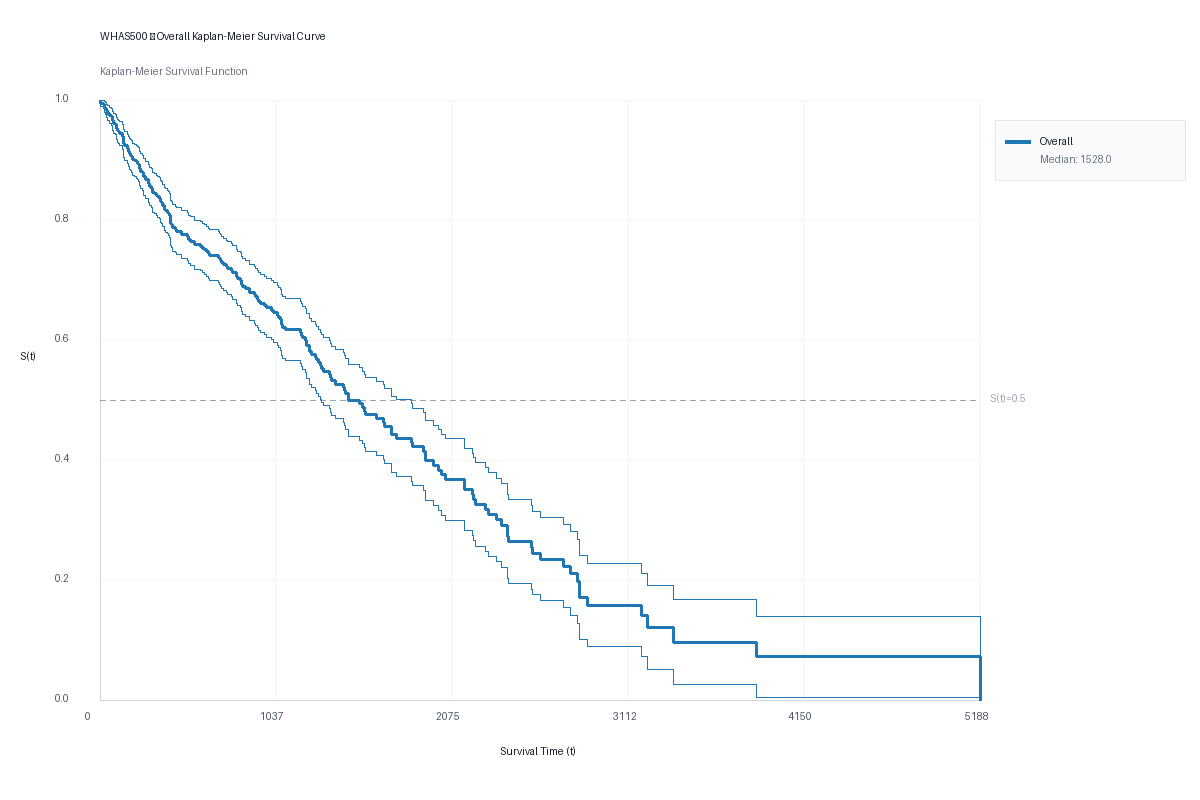 WHAS500 ▯ Overall Kaplan-Meier Survival Curve
Kaplan-Meier Survival Function
1.0
Overall
Median: 1528.0
0.8
0.6
S(t)
S(t)=0.5
0.4
0.2
0.0
0 1037 2075 3112 4150 5188
Survival Time (t)